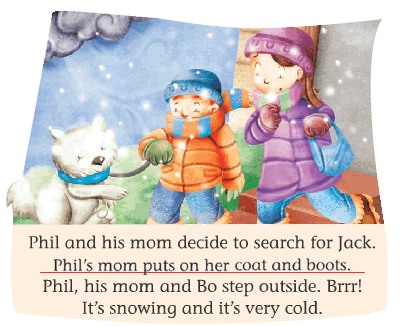 Phil and his mom decide to search for Jack.
Phil's mom puts on her coat and boots.
Phil, his mom and Bo step outside. Brrr!
It's snowing and it's very cold.